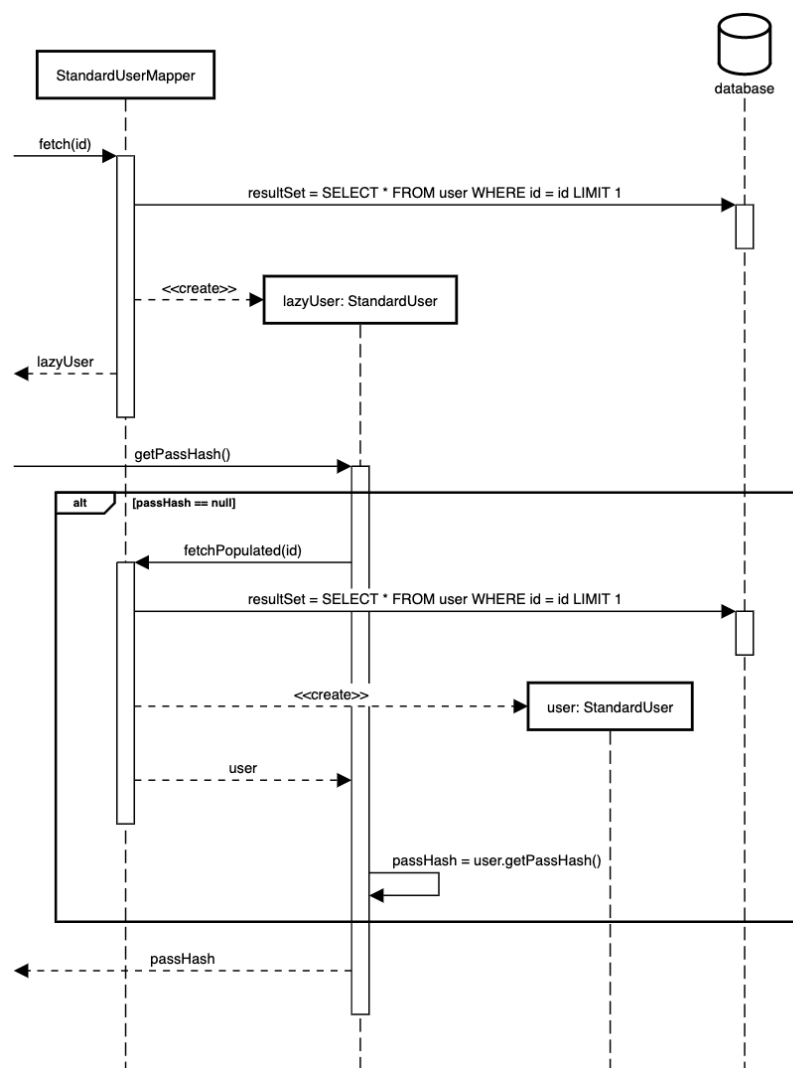 StandardUserMapper
database
fetch(id)
resultSet = SELECT * FROM user WHERE id = id LIMIT 1
<<create>>
lazyUser: StandardUser
lazyUser
getPassHash()
alt
[passHash == null]
fetchPopulated(id)
resultSet = SELECT * FROM user WHERE id = id LIMIT 1
<<create>>
user: StandardUser
user
passHash = user.getPassHash()
passHash